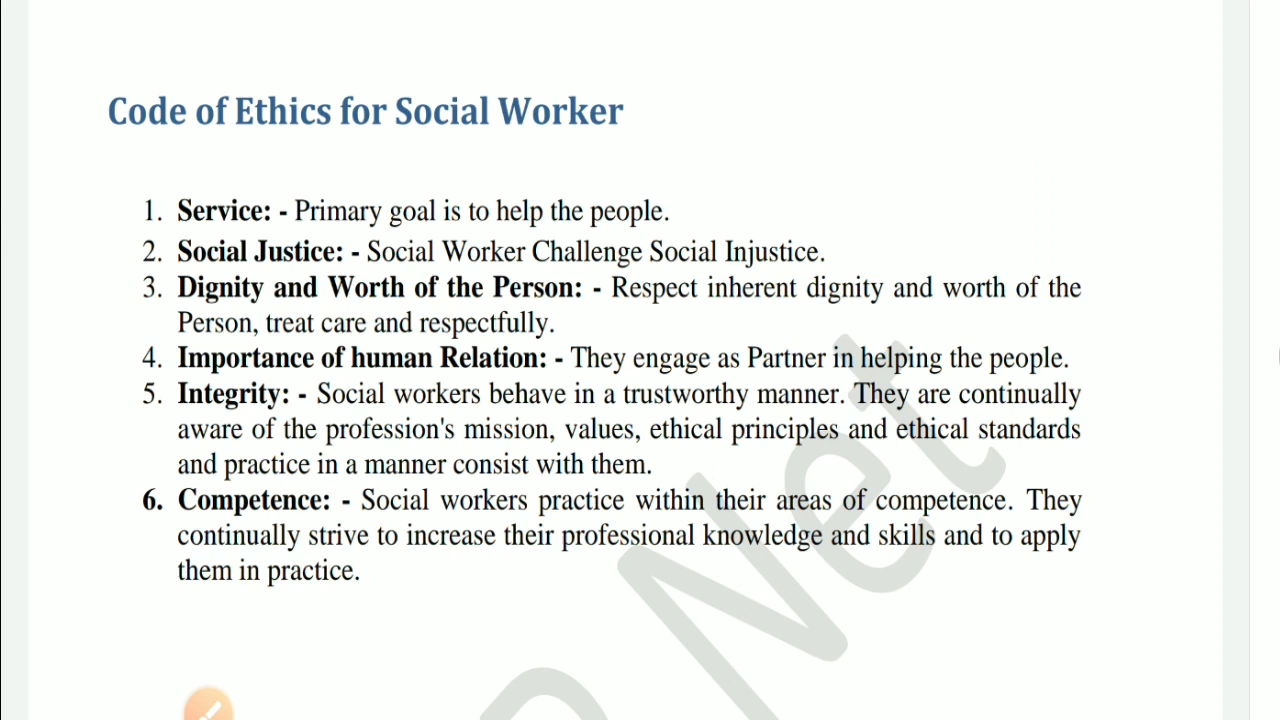 Code of Ethics for Social Worker
1. Service: - Primary goal is to help the people.
2. Social Justice: - Social Worker Challenge Social Injustice.
3. Dignity and Worth of the Person: - Respect inherent dignity and worth of the
Person, treat care and respectfully.
4. Importance of human Relation: - They engage as Partner in helping the people.
5. Integrity: - Social workers behave in a trustworthy manner. They are continually
aware of the profession's mission, values, ethical principles and ethical standards
and practice in a manner consist with them.
6. Competence: - Social workers practice within their areas of competence. They
continually strive to increase their professional knowledge and skills and to apply
them in practice.
Net